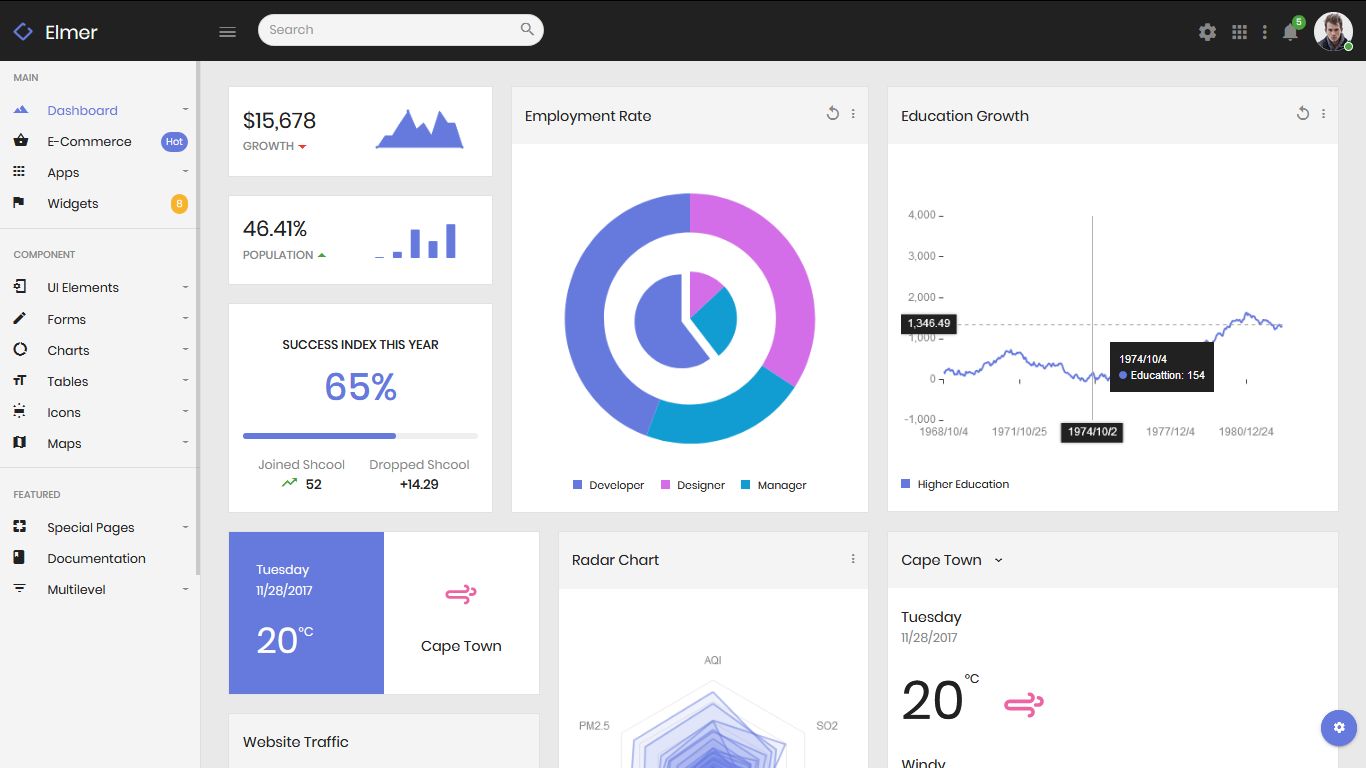 Elmer
Search
5
MAIN
Dashboard
E-Commerce Hot
Apps
Widgets 8
COMPONENT
UI Elements
Forms
Charts
Tables
Icons
Maps
FEATURED
Special Pages
Documentation
Multilevel
$15,678
GROWTH
46.41%
POPULATION
SUCCESS INDEX THIS YEAR
65%
Joined Shcool Dropped Shcool
52 +14.29
Employment Rate
Developer Designer Manager
Education Growth
4,000
3,000
2,000
1,346.49
1,000
0
-1,000
1974/10/4
Educattion: 154
1968/10/4 1971/10/25 1974/10/2 1977/12/4 1980/12/24
Higher Education
Tuesday
11/28/2017
20°C
Cape Town
Website Traffic
Radar Chart
AQI
PM2.5 SO2
Cape Town
Tuesday
11/28/2017
20°C
Windy